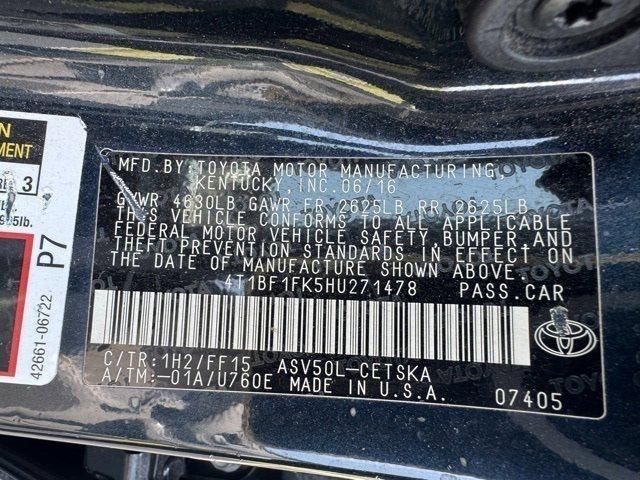 MFD.BY TOYOTA MOTOR MANUFACTURING,
KENTUCKY,INC.06/16
GVWR 4630LB GAWR FR 2625LB RR 2625LB
THIS VEHICLE CONFORMS TO ALL APPLICABLE
FEDERAL MOTOR VEHICLE SAFETY,BUMPER,AND
THEFT PREVENTION STANDARDS IN EFFECT ON
THE DATE OF MANUFACTURE SHOWN ABOVE.
4T1BF1FK5HU271478 PASS.CAR
C/TR:1H2/FF15 ASV50L-CETSKA
A/TM:-01A/U760E MADE IN U.S.A. 07405
TOYOTA
MENT
3
P7
42661-06722